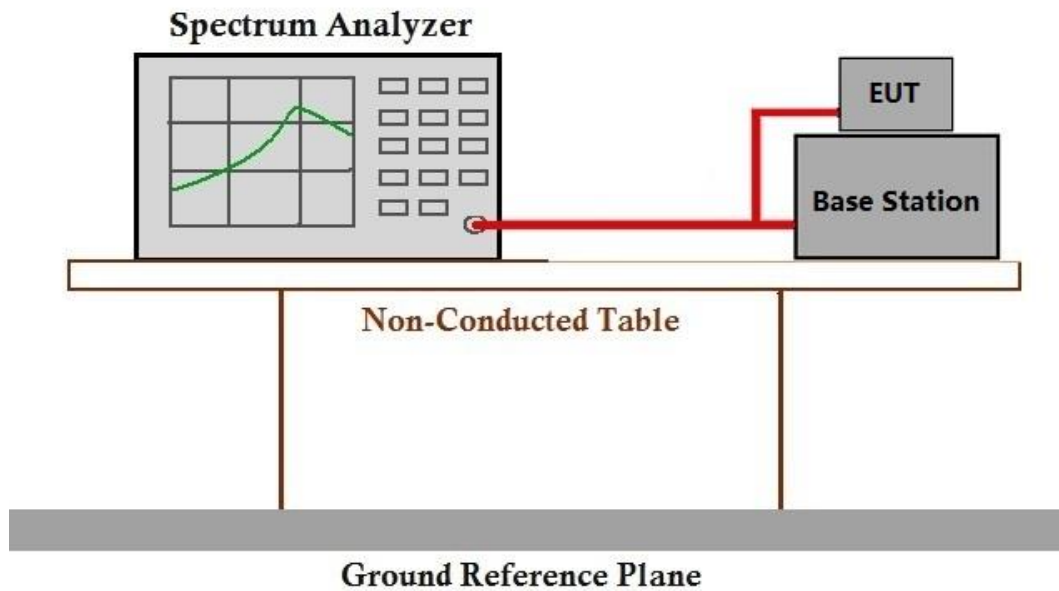 Spectrum Analyzer
EUT
Base Station
Non-Conducted Table
Ground Reference Plane